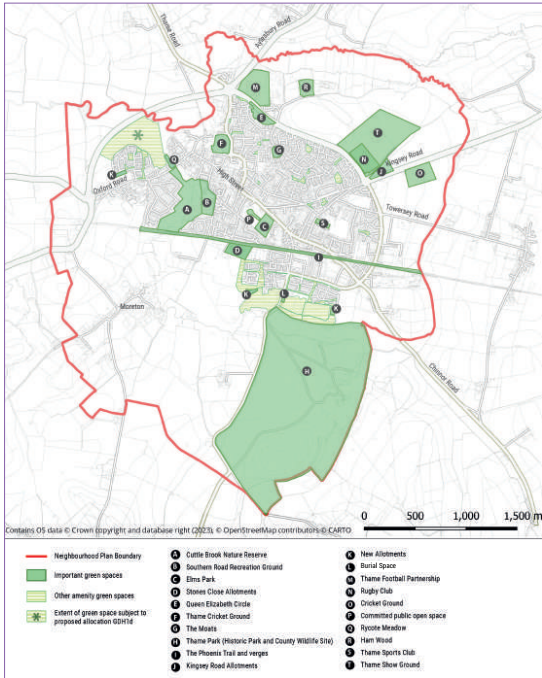 Thame Road
Aylesbury Road
M
R
E
T
F
G
N
Kingsey Road
J
O
K
Q
Oxford Road
High Street
A
B
Towersey Road
P
C
S
D
I
Moreton
K
L
K
H
Chinnor Road
Contains OS data © Crown copyright and database right (2023), © OpenStreetMap contributors © CARTO
0 500 1,000 1,500 m
Neighbourhood Plan Boundary
Important green spaces
Other amenity green spaces
Extent of green space subject to
proposed allocation GDH1d
A Cuttle Brook Nature Reserve
B Southern Road Recreation Ground
C Elms Park
D Stones Close Allotments
E Queen Elizabeth Circle
F Thame Cricket Ground
G The Moats
H Thame Park (Historic Park and County Wildlife Site)
I The Phoenix Trail and verges
J Kingsey Road Allotments
K New Allotments
L Burial Space
M Thame Football Partnership
N Rugby Club
O Cricket Ground
P Committed public open space
Q Rycote Meadow
R Ham Wood
S Thame Sports Club
T Thame Show Ground